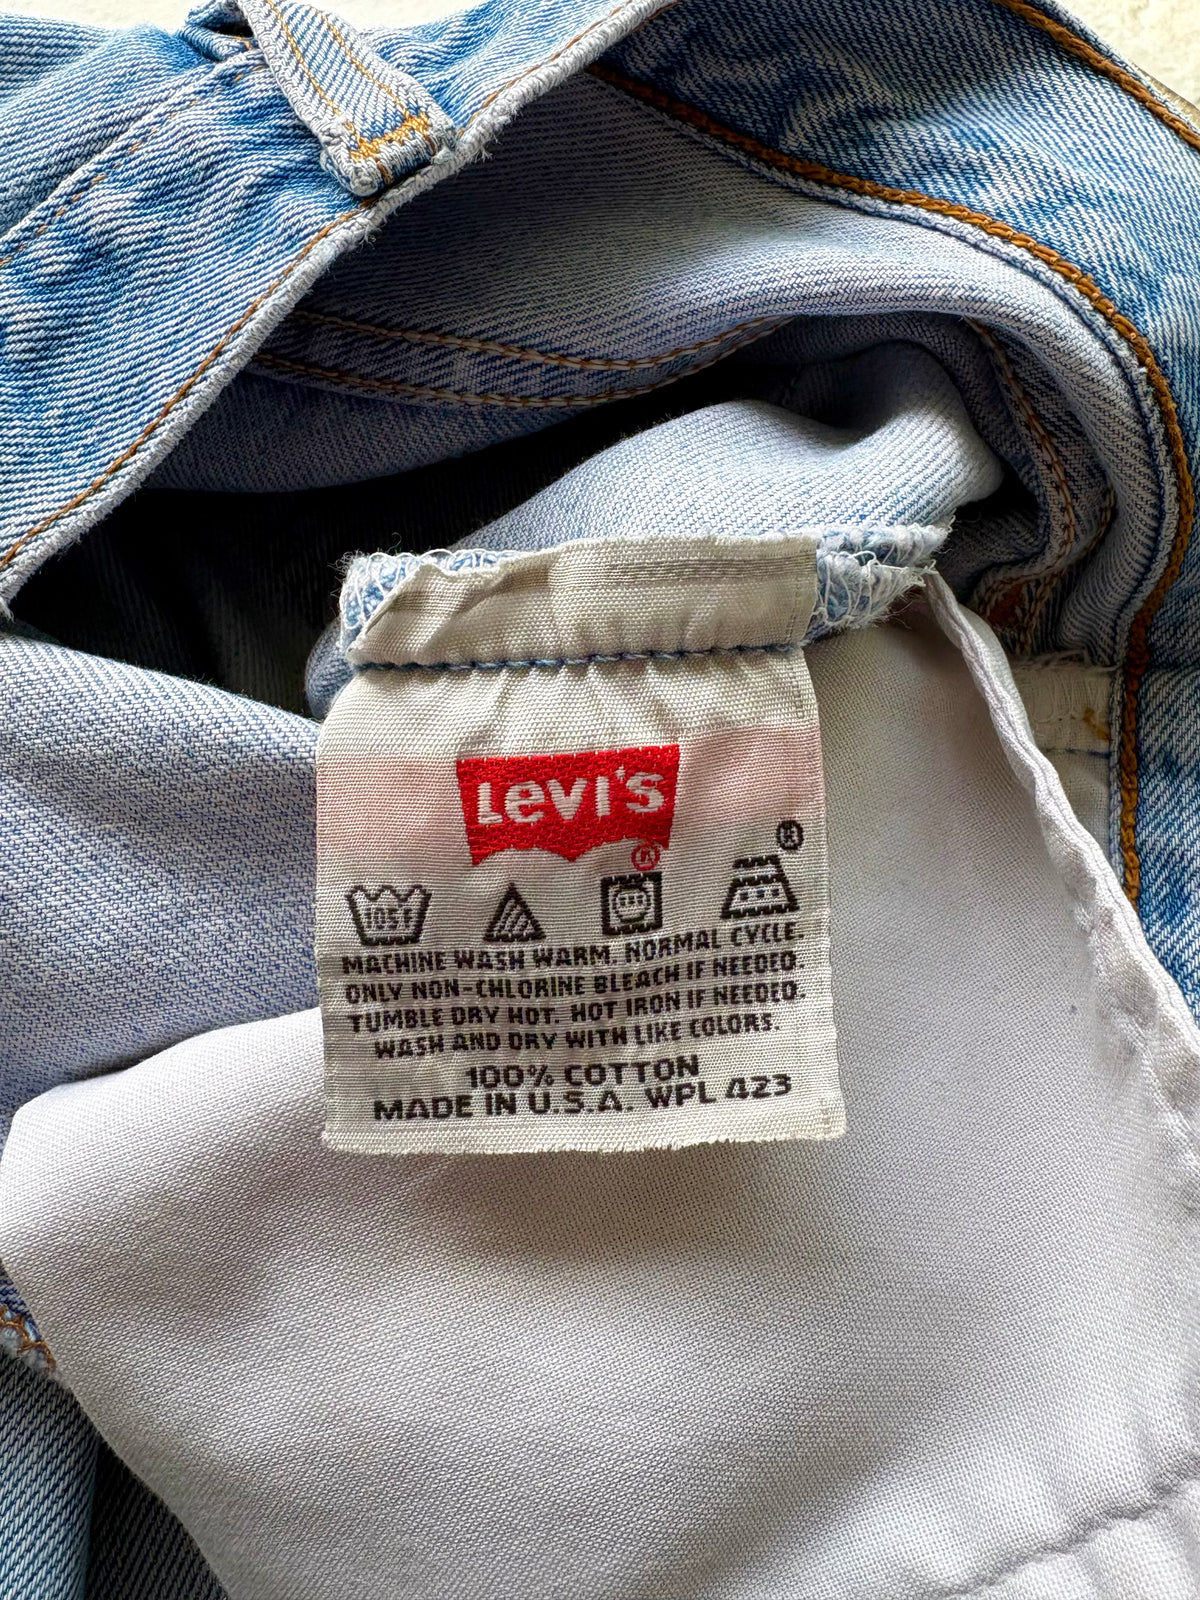 Levi's
®
®
105F
MACHINE WASH WARM. NORMAL CYCLE.
ONLY NON-CHLORINE BLEACH IF NEEDED.
TUMBLE DRY HOT. HOT IRON IF NEEDED.
WASH AND DRY WITH LIKE COLORS.
100% COTTON
MADE IN U.S.A. WPL 423